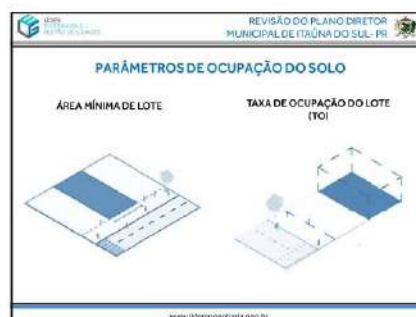 REVISÃO DO PLANO DIRETOR
MUNICIPAL DE ITAÚNA DO SUL- PR
PARÂMETROS DE OCUPAÇÃO DO SOLO
ÁREA MÍNIMA DE LOTE
TAXA DE OCUPAÇÃO DO LOTE
(TO)